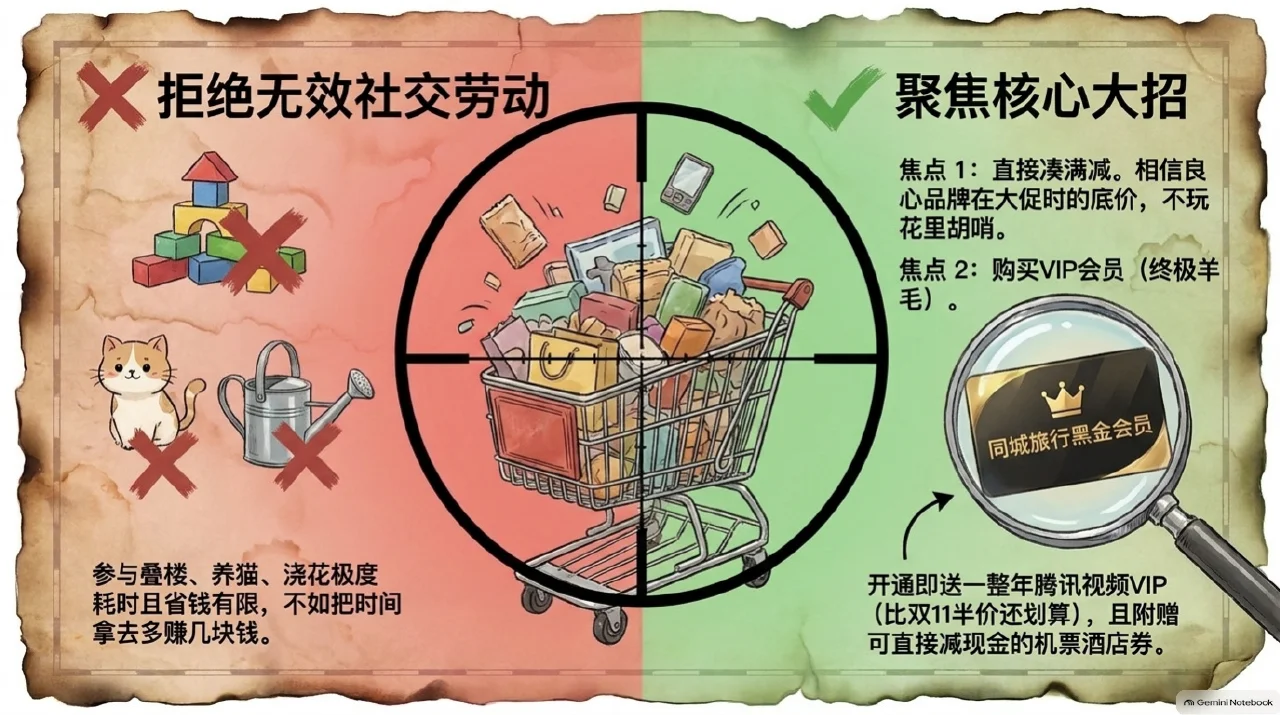 拒绝无效社交劳动
参与叠楼、养猫、浇花极度
耗时且省钱有限，不如把时间
拿去多赚几块钱。
聚焦核心大招
焦点 1：直接凑满减。相信良
心品牌在大促时的底价，不玩
花里胡哨。
焦点 2：购买VIP会员（终极羊
毛）。
同城旅行黑金会员
开通即送一整年腾讯视频VIP
（比双11半价还划算），且附赠
可直接减现金的机票酒店券。
Gemini Notebook